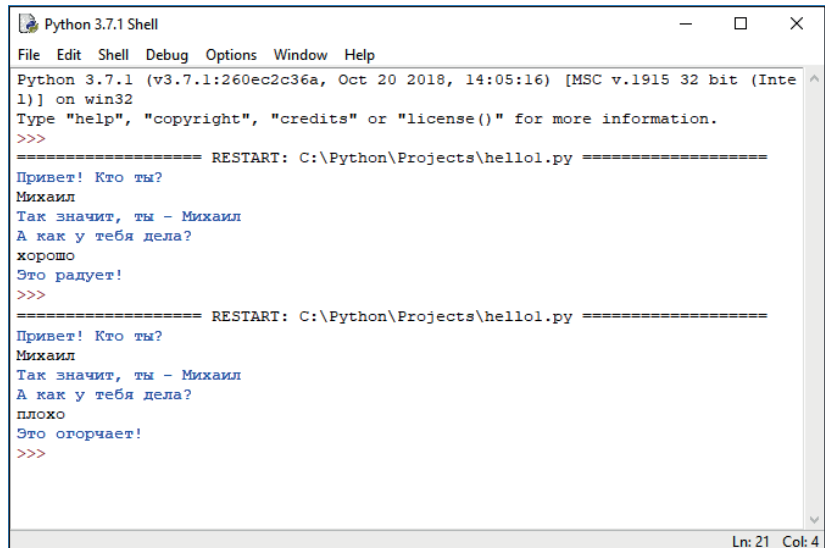 Python 3.7.1 Shell
File Edit Shell Debug Options Window Help
Python 3.7.1 (v3.7.1:260ec2c36a, Oct 20 2018, 14:05:16) [MSC v.1915 32 bit (Inte
l)] on win32
Type "help", "copyright", "credits" or "license()" for more information.
>>>
=================== RESTART: C:\Python\Projects\hello1.py ===================
Привет! Кто ты?
Михаил
Так значит, ты - Михаил
А как у тебя дела?
хорошо
Это радует!
>>>
=================== RESTART: C:\Python\Projects\hello1.py ===================
Привет! Кто ты?
Михаил
Так значит, ты - Михаил
А как у тебя дела?
плохо
Это огорчает!
>>>
Ln: 21 Col: 4